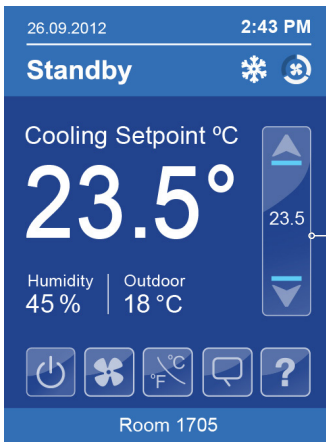 26.09.2012 2:43 PM
Standby
Cooling Setpoint ºC
23.5°
23.5
Humidity Outdoor
45 % 18 °C
°F °C
?
Room 1705